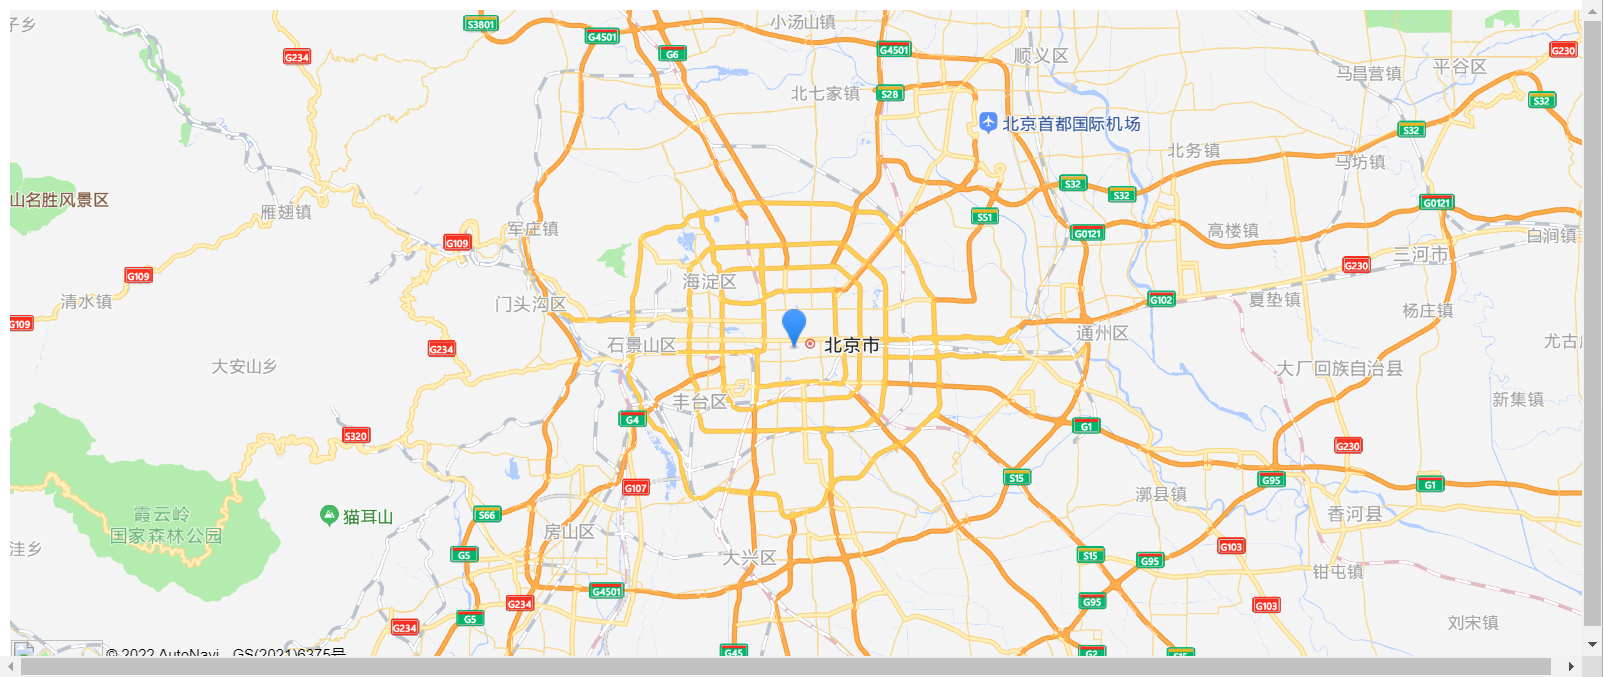 子乡
S3801
G4501
小汤山镇
G234
G6
G4501
顺义区
G230
马昌营镇
平谷区
北七家镇
S28
S32
北京首都国际机场
S32
北务镇
马坊镇
S32
S32
山名胜风景区
雁翅镇
军庄镇
S51
G0121
G0121
高楼镇
白涧镇
G109
三河市
G230
G109
海淀区
清水镇
门头沟区
G102
夏垫镇
杨庄镇
G109
石景山区
北京市
通州区
尤古
G234
大安山乡
大厂回族自治县
丰台区
新集镇
G4
G1
S320
G230
S15
G95
G1
G107
漷县镇
霞云岭
国家森林公园
猫耳山
S66
香河县
房山区
洼乡
G5
大兴区
S15
G95
G103
钳屯镇
G4501
G234
G5
G95
G103
G234
刘宋镇
G45
G2
S15
© 2022 AutoNavi - GS(2021)6375号